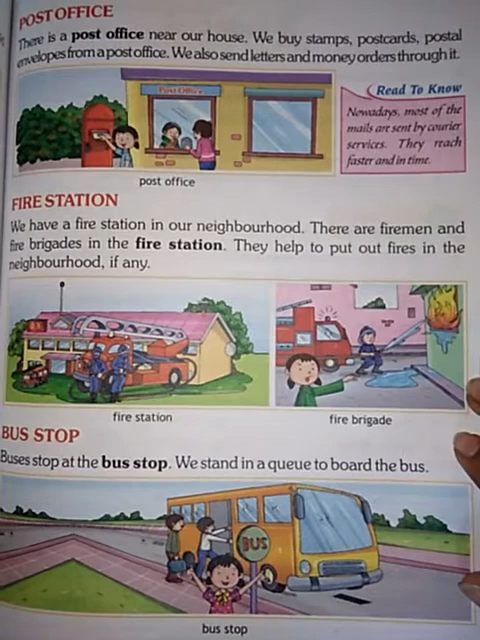 POST OFFICE
There is a post office near our house. We buy stamps, postcards, postal
envelopes from a post office. We also send letters and money orders through it.
Post Office
Read To Know
Nowadays, most of the
mails are sent by courier
services. They reach
faster and in time.
post office
FIRE STATION
We have a fire station in our neighbourhood. There are firemen and
fire brigades in the fire station. They help to put out fires in the
neighbourhood, if any.
fire station
fire brigade
BUS STOP
Buses stop at the bus stop. We stand in a queue to board the bus.
BUS
bus stop